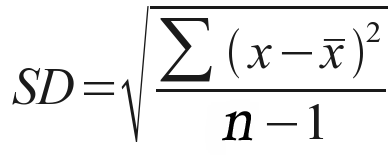 SD = √(∑ (x − x̄)² / (n − 1))